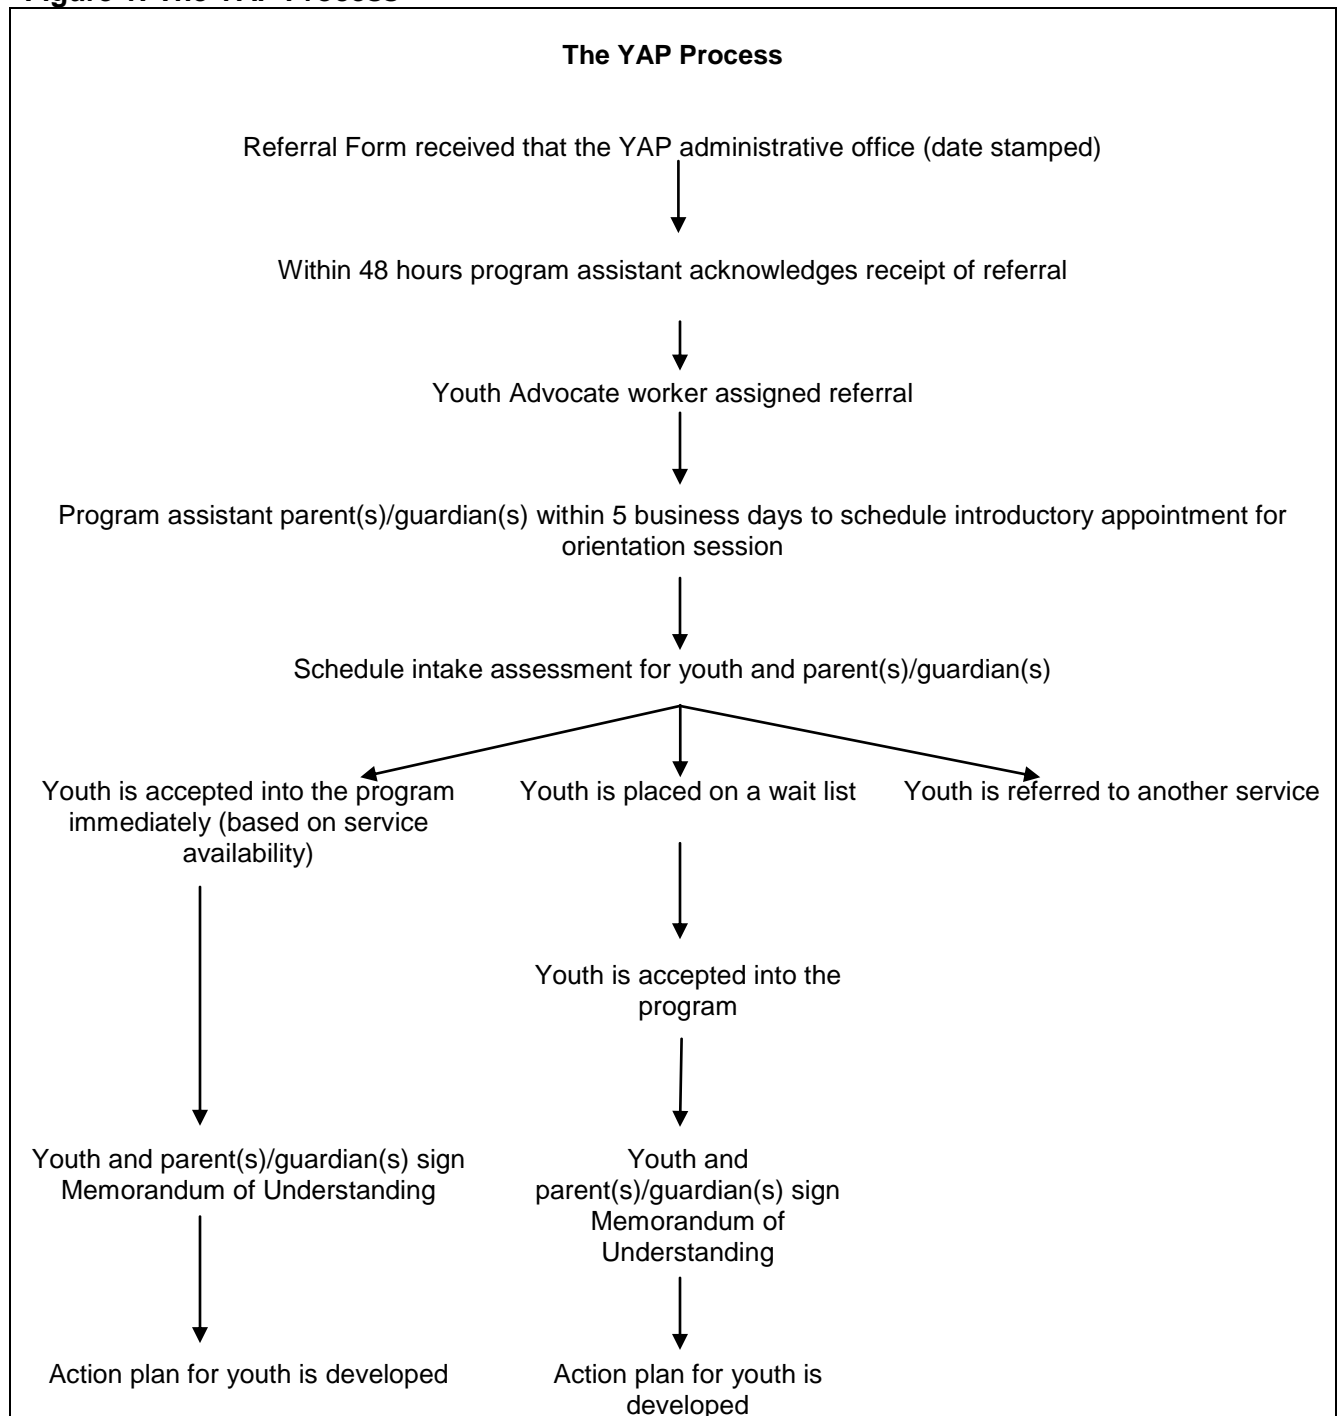 Figure 1: The YAP Process
The YAP Process
Referral Form received that the YAP administrative office (date stamped)
Within 48 hours program assistant acknowledges receipt of referral
Youth Advocate worker assigned referral
Program assistant parent(s)/guardian(s) within 5 business days to schedule introductory appointment for
orientation session
Schedule intake assessment for youth and parent(s)/guardian(s)
Youth is accepted into the program
immediately (based on service
availability)
Youth is placed on a wait list
Youth is referred to another service
Youth is accepted into the
program
Youth and parent(s)/guardian(s) sign
Memorandum of Understanding
Youth and
parent(s)/guardian(s) sign
Memorandum of
Understanding
Action plan for youth is developed
Action plan for youth is
developed